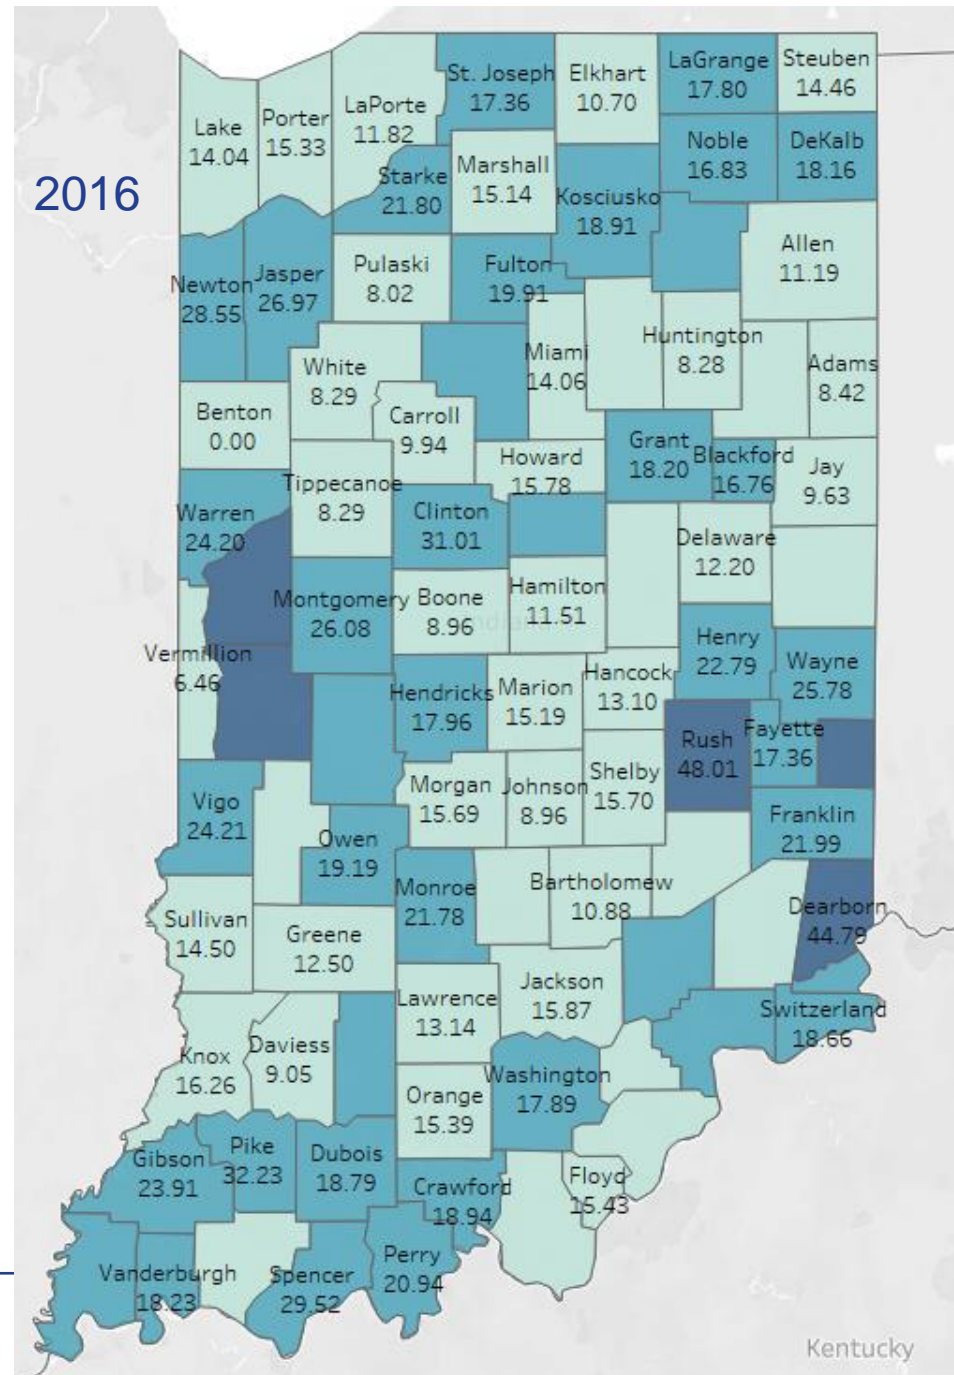 2016
St. Joseph
17.36
Elkhart
10.70
LaGrange
17.80
Steuben
14.46
Lake
14.04
Porter
15.33
LaPorte
11.82
Starke
21.80
Marshall
15.14
Kosciusko
18.91
Noble
16.83
DeKalb
18.16
Newton
28.55
Jasper
26.97
Pulaski
8.02
Fulton
19.91
Allen
11.19
White
8.29
Miami
14.06
Huntington
8.28
Adams
8.42
Benton
0.00
Carroll
9.94
Howard
15.78
Grant
18.20
Blackford
16.76
Jay
9.63
Warren
24.20
Tippecanoe
8.29
Clinton
31.01
Delaware
12.20
Montgomery
26.08
Boone
8.96
Hamilton
11.51
Vermillion
6.46
Hendricks
17.96
Marion
15.19
Hancock
13.10
Henry
22.79
Wayne
25.78
Rush
48.01
Fayette
17.36
Vigo
24.21
Morgan
15.69
Johnson
8.96
Shelby
15.70
Franklin
21.99
Owen
19.19
Monroe
21.78
Bartholomew
10.88
Dearborn
44.79
Sullivan
14.50
Greene
12.50
Lawrence
13.14
Jackson
15.87
Switzerland
18.66
Knox
16.26
Daviess
9.05
Orange
15.39
Washington
17.89
Gibson
23.91
Pike
32.23
Dubois
18.79
Crawford
18.94
Floyd
15.43
Vanderburgh
18.23
Spencer
29.52
Perry
20.94
Kentucky